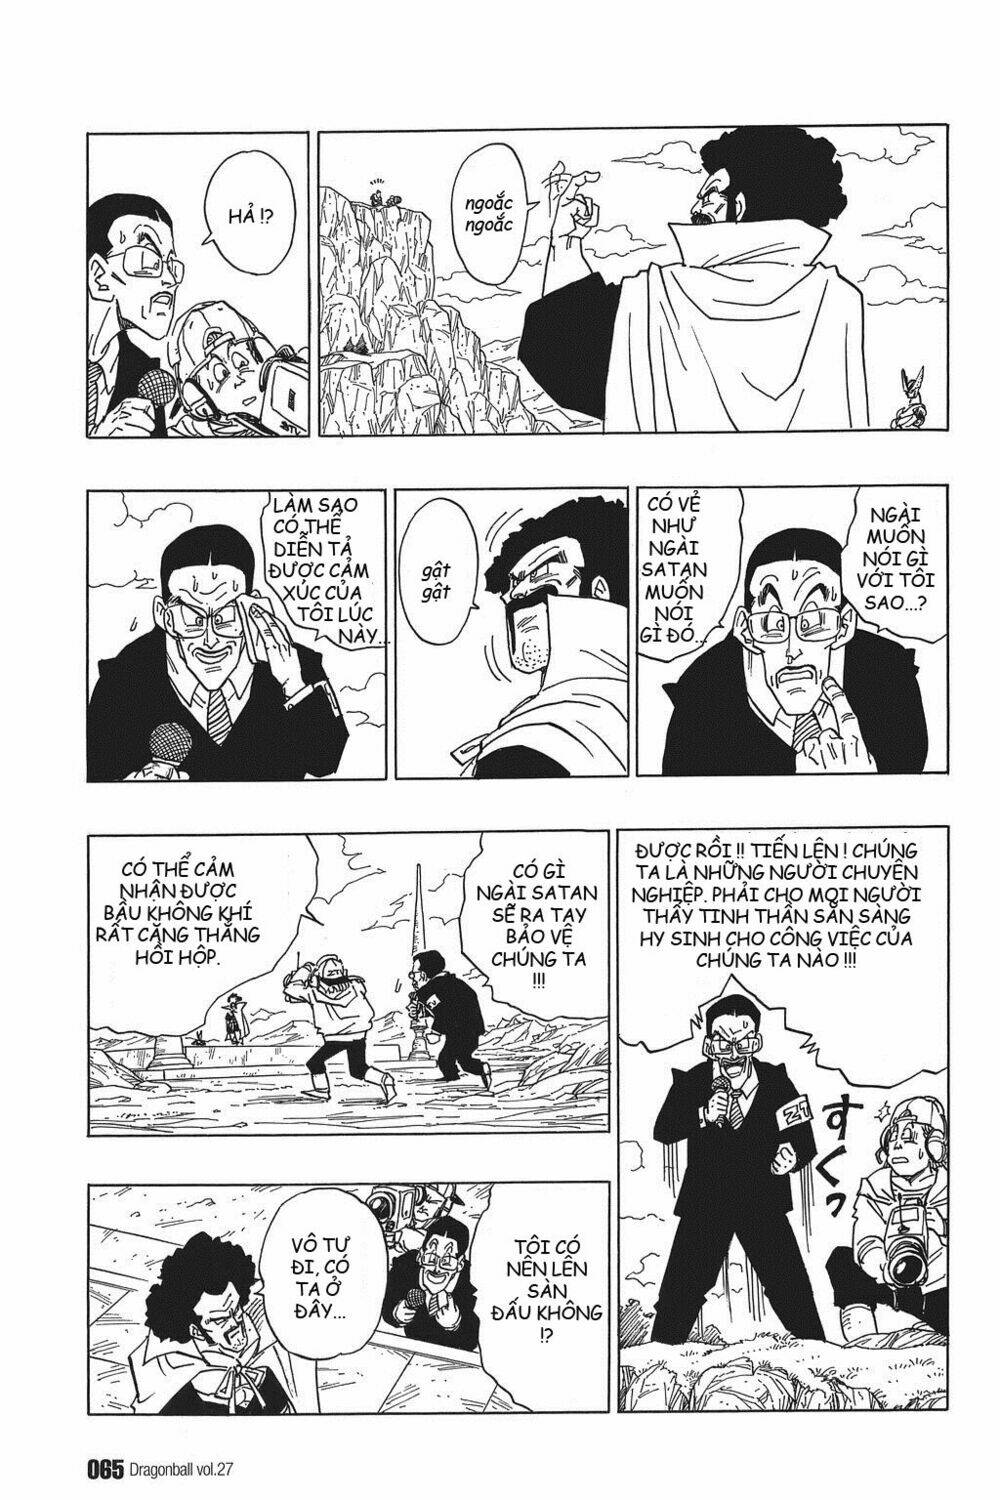 ngoắc
ngoắc
HẢ !?
ZTV
NGÀI
MUỐN
NÓI GÌ
VỚI TÔI
SAO...?
CÓ VẺ
NHƯ
NGÀI
SATAN
MUỐN
NÓI
GÌ ĐÓ...
gật
gật
LÀM SAO
CÓ THỂ
DIỄN TẢ
ĐƯỢC CẢM
XÚC CỦA
TÔI LÚC
NÀY...
ĐƯỢC RỒI !! TIẾN LÊN ! CHÚNG
TA LÀ NHỮNG NGƯỜI CHUYÊN
NGHIỆP. PHẢI CHO MỌI NGƯỜI
THẤY TINH THẦN SẴN SÀNG
HY SINH CHO CÔNG VIỆC CỦA
CHÚNG TA NÀO !!!
ZT
すくっ
CÓ GÌ
NGÀI SATAN
SẼ RA TAY
BẢO VỆ
CHÚNG TA
!!!
CÓ THỂ CẢM
NHẬN ĐƯỢC
BẦU KHÔNG KHÍ
RẤT CĂNG THẲNG
HỒI HỘP.
ZTV
TÔI CÓ
NÊN LÊN
SÀN
ĐẤU KHÔNG
!?
VÔ TƯ
ĐI, CÓ
TA Ở
ĐÂY...
065 Dragonball vol.27